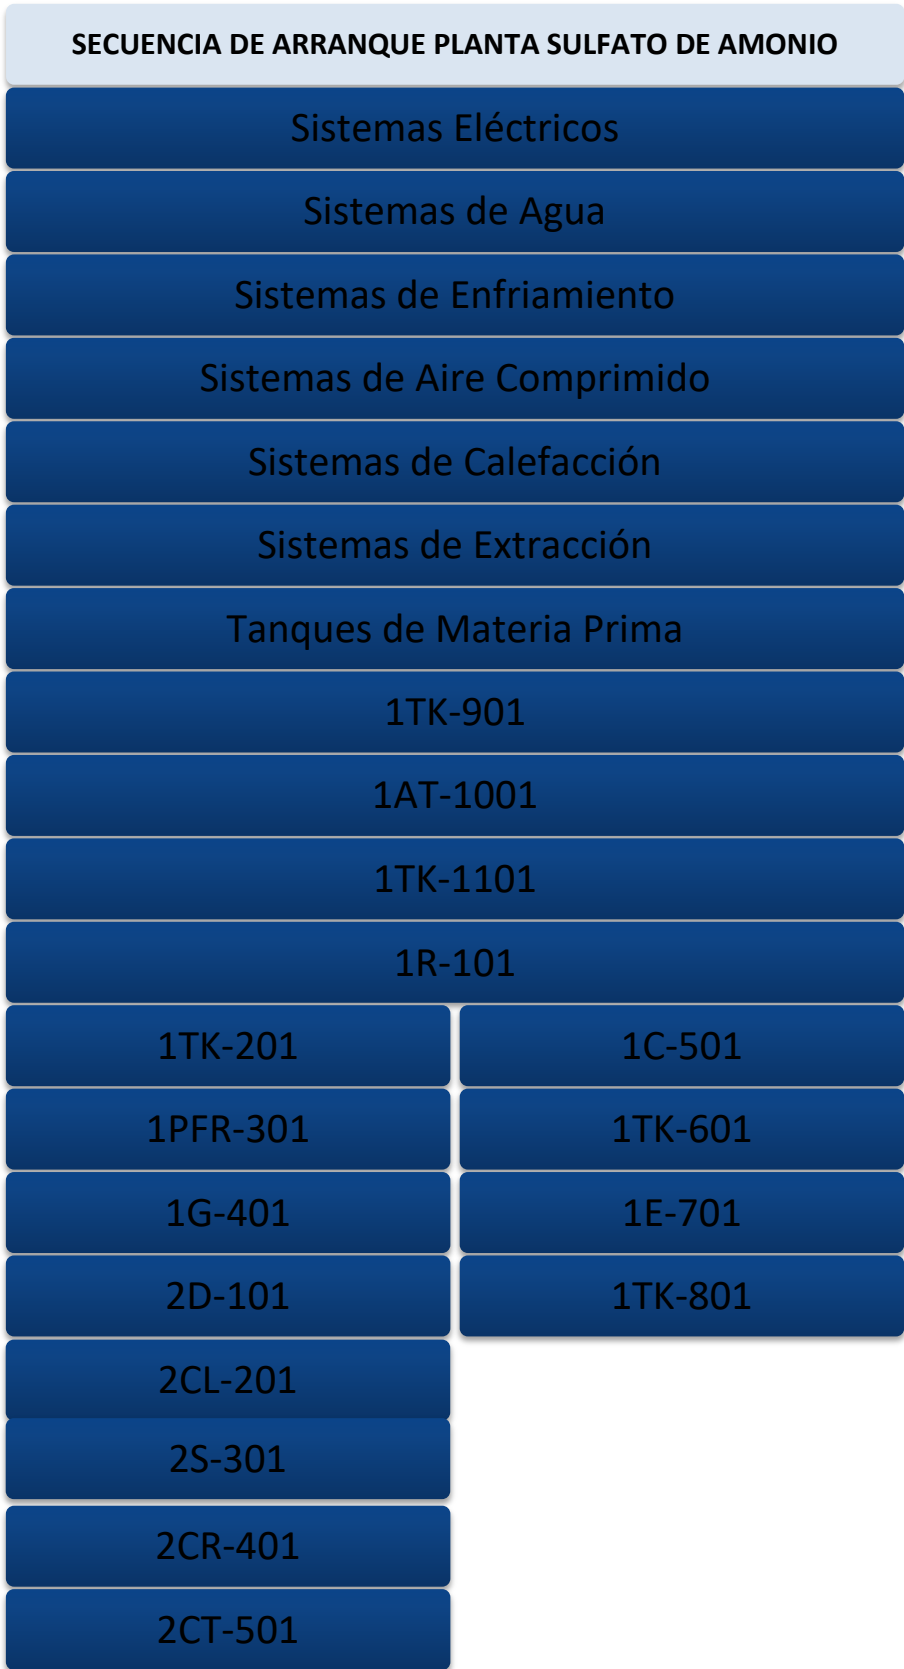 SECUENCIA DE ARRANQUE PLANTA SULFATO DE AMONIO
Sistemas Eléctricos
Sistemas de Agua
Sistemas de Enfriamiento
Sistemas de Aire Comprimido
Sistemas de Calefacción
Sistemas de Extracción
Tanques de Materia Prima
1TK-901
1AT-1001
1TK-1101
1R-101
1TK-201
1PFR-301
1G-401
2D-101
2CL-201
2S-301
2CR-401
2CT-501
1C-501
1TK-601
1E-701
1TK-801